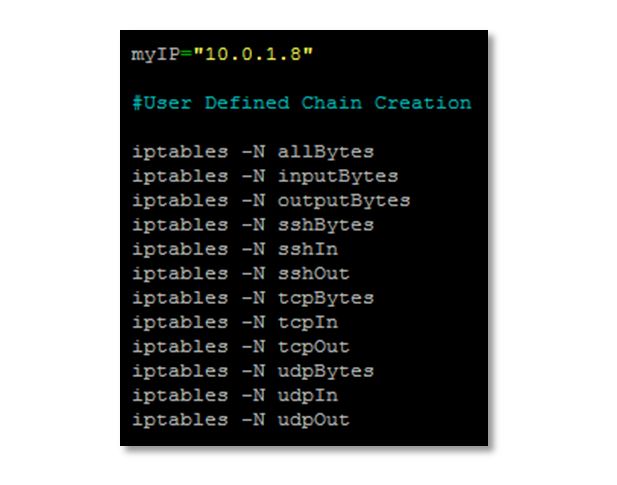 myIP="10.0.1.8"
#User Defined Chain Creation
iptables -N allBytes
iptables -N inputBytes
iptables -N outputBytes
iptables -N sshBytes
iptables -N sshIn
iptables -N sshOut
iptables -N tcpBytes
iptables -N tcpIn
iptables -N tcpOut
iptables -N udpBytes
iptables -N udpIn
iptables -N udpOut